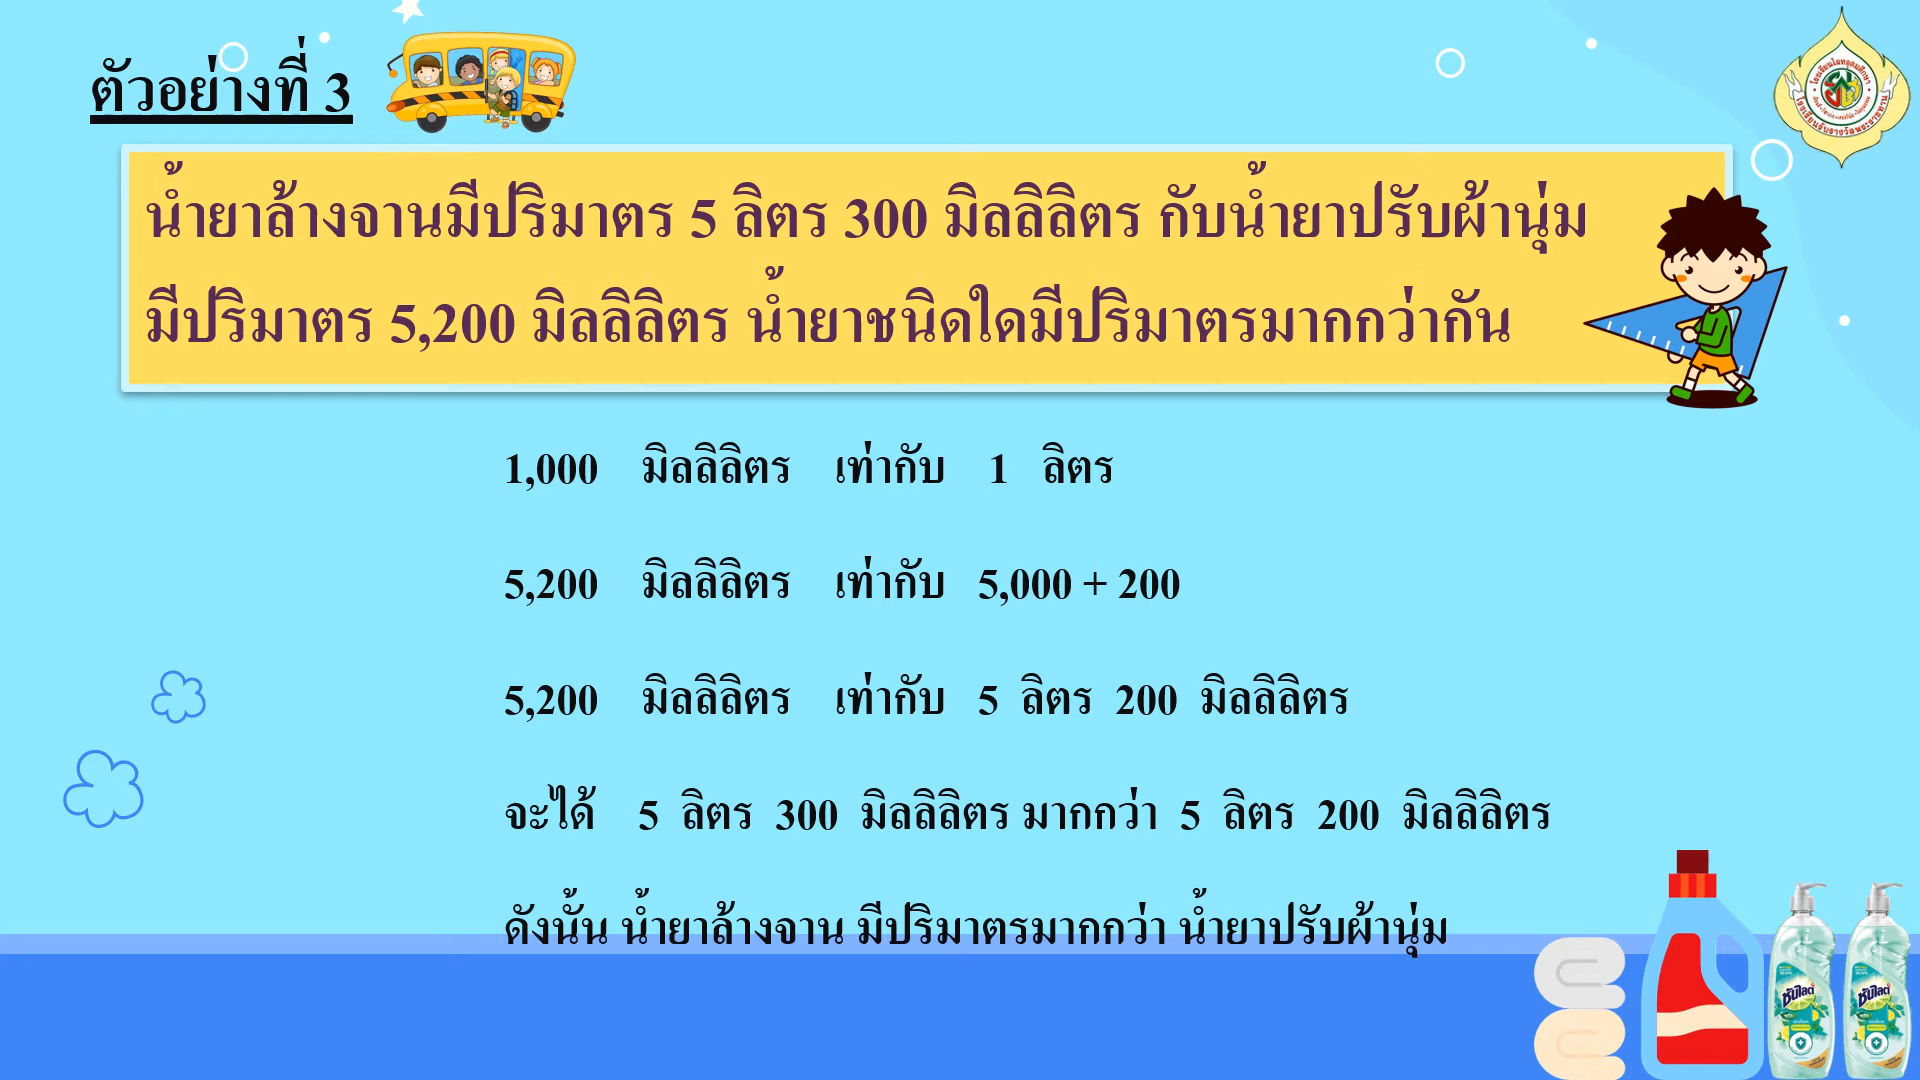 ตัวอย่างที่ 3
น้ำยาล้างจานมีปริมาตร 5 ลิตร 300 มิลลิลิตร กับน้ำยาปรับผ้านุ่ม
มีปริมาตร 5,200 มิลลิลิตร น้ำยาชนิดใดมีปริมาตรมากกว่ากัน
1,000 มิลลิลิตร เท่ากับ 1 ลิตร
5,200 มิลลิลิตร เท่ากับ 5,000 + 200
5,200 มิลลิลิตร เท่ากับ 5 ลิตร 200 มิลลิลิตร
จะได้ 5 ลิตร 300 มิลลิลิตร มากกว่า 5 ลิตร 200 มิลลิลิตร
ดังนั้น น้ำยาล้างจาน มีปริมาตรมากกว่า น้ำยาปรับผ้านุ่ม
ซันไลต์
ซันไลต์